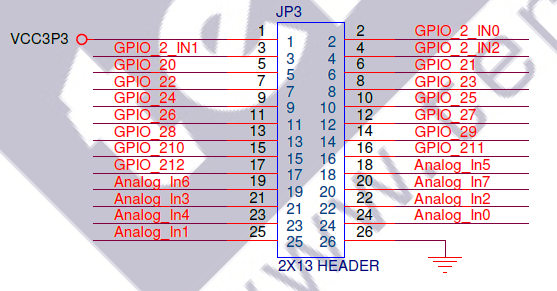 JP3
1 2 GPIO_2_IN0
VCC3P3 1 2
GPIO_2_IN1 3 4 GPIO_2_IN2
3 4
GPIO_20 5 6 GPIO_21
5 6
GPIO_22 7 8 GPIO_23
7 8
GPIO_24 9 10 GPIO_25
9 10
GPIO_26 11 12 GPIO_27
11 12
GPIO_28 13 14 GPIO_29
13 14
GPIO_210 15 16 GPIO_211
15 16
GPIO_212 17 18 Analog_In5
17 18
Analog_In6 19 20 Analog_In7
19 20
Analog_In3 21 22 Analog_In2
21 22
Analog_In4 23 24 Analog_In0
23 24
Analog_In1 25 26
25 26
2X13 HEADER